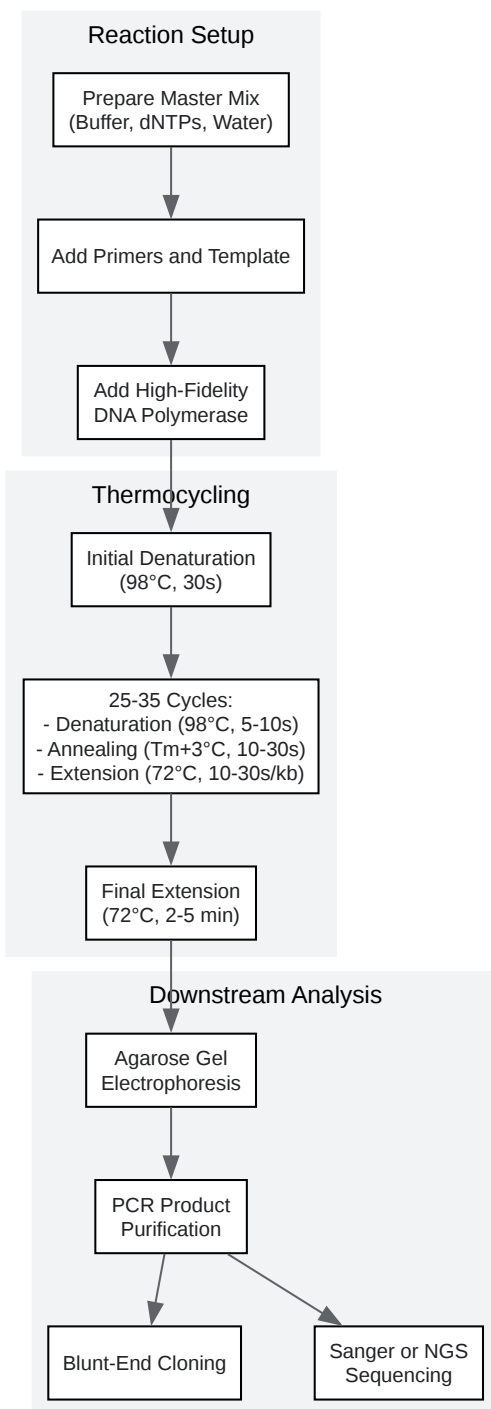 Reaction Setup
Prepare Master Mix
(Buffer, dNTPs, Water)
Add Primers and Template
Add High-Fidelity
DNA Polymerase
Thermocycling
Initial Denaturation
(98°C, 30s)
25-35 Cycles:
- Denaturation (98°C, 5-10s)
- Annealing (Tm+3°C, 10-30s)
- Extension (72°C, 10-30s/kb)
Final Extension
(72°C, 2-5 min)
Downstream Analysis
Agarose Gel
Electrophoresis
PCR Product
Purification
Blunt-End Cloning
Sanger or NGS
Sequencing